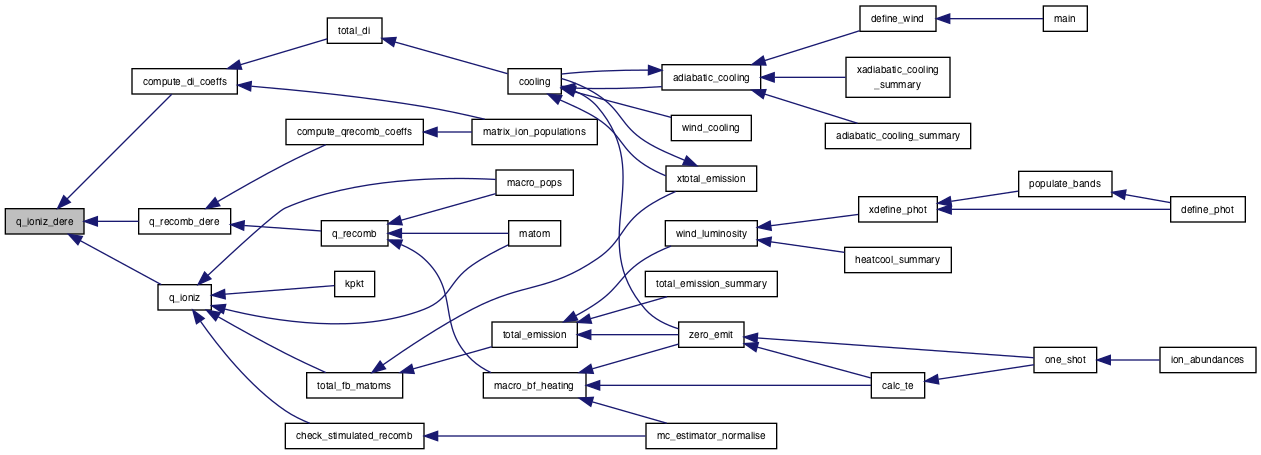 define_wind
main
total_di
xadiabatic_cooling
_summary
compute_di_coeffs
cooling
adiabatic_cooling
compute_qrecomb_coeffs
matrix_ion_populations
wind_cooling
adiabatic_cooling_summary
macro_pops
xtotal_emission
populate_bands
q_ioniz_dere
q_recomb_dere
q_recomb
matom
wind_luminosity
xdefine_phot
define_phot
heatcool_summary
q_ioniz
kpkt
total_emission_summary
total_emission
zero_emit
one_shot
ion_abundances
total_fb_matoms
macro_bf_heating
calc_te
check_stimulated_recomb
mc_estimator_normalise